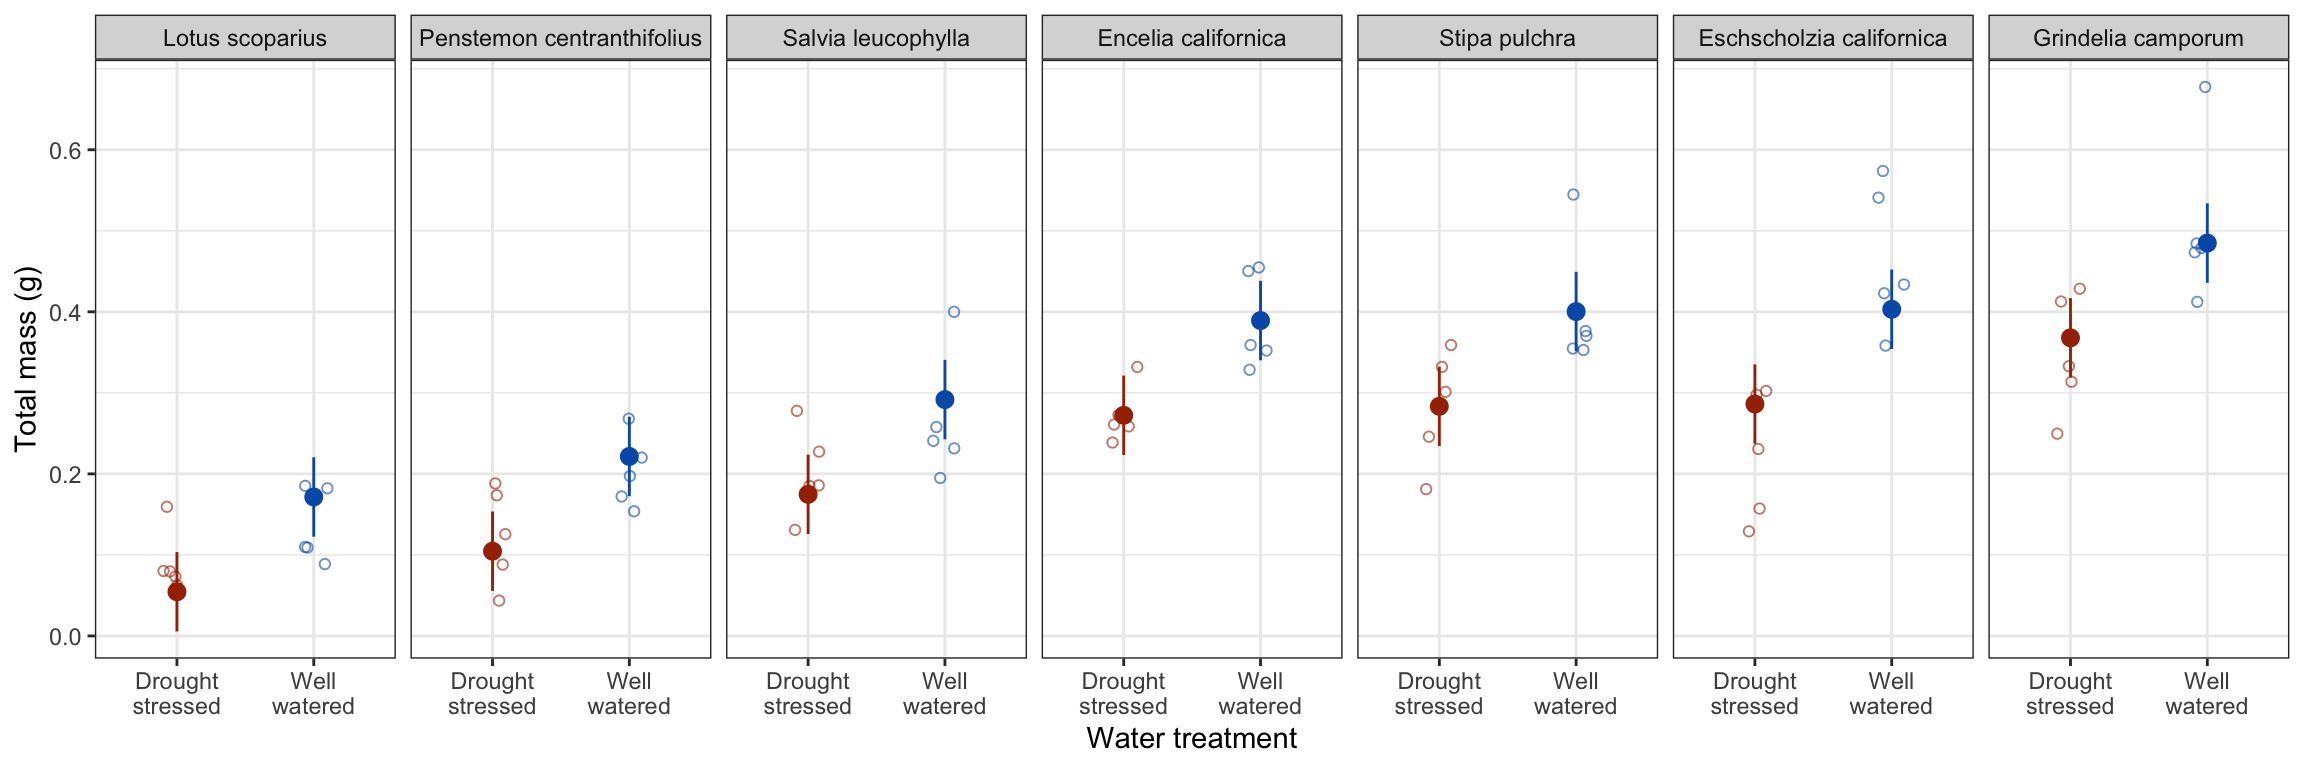 Lotus scoparius
Penstemon centranthifolius
Salvia leucophylla
Encelia californica
Stipa pulchra
Eschscholzia californica
Grindelia camporum
Total mass (g)
0.6
0.4
0.2
0.0
Drought
stressed
Well
watered
Drought
stressed
Well
watered
Drought
stressed
Well
watered
Drought
stressed
Well
watered
Drought
stressed
Well
watered
Drought
stressed
Well
watered
Drought
stressed
Well
watered
Water treatment